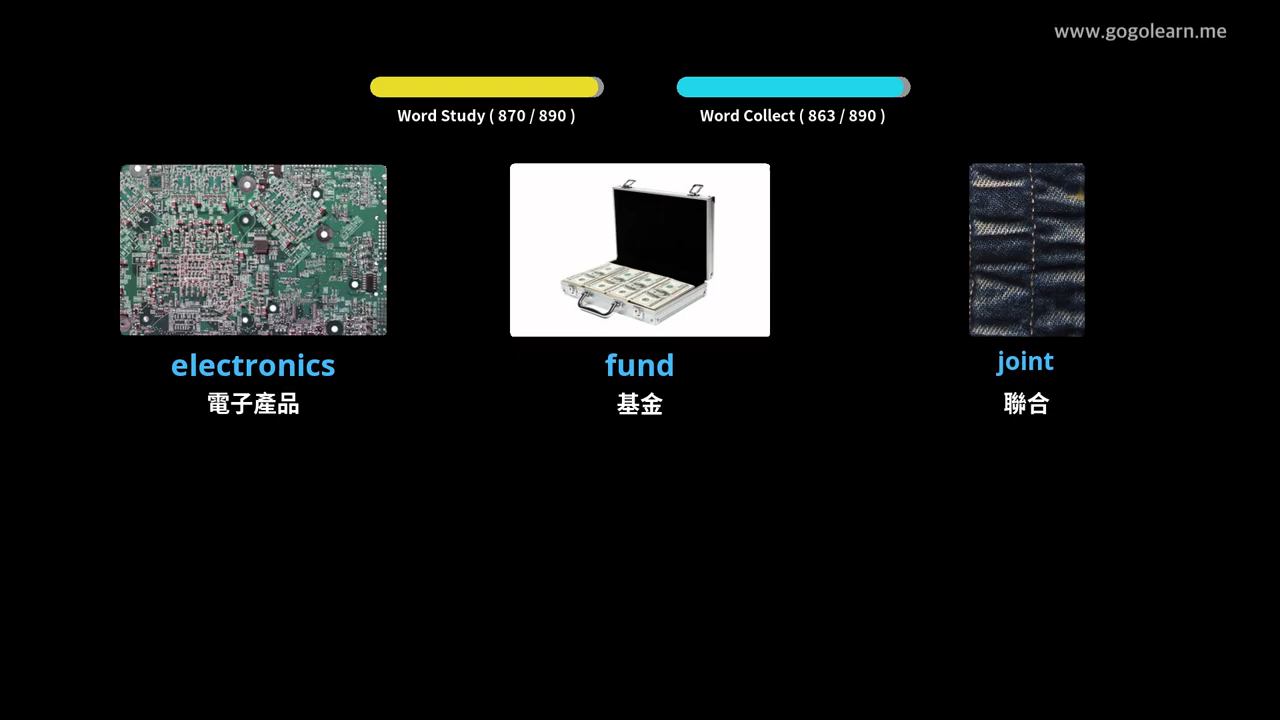 www.gogolearn.me
Word Study ( 870 / 890 )
Word Collect ( 863 / 890 )
electronics
電子產品
fund
基金
joint
聯合